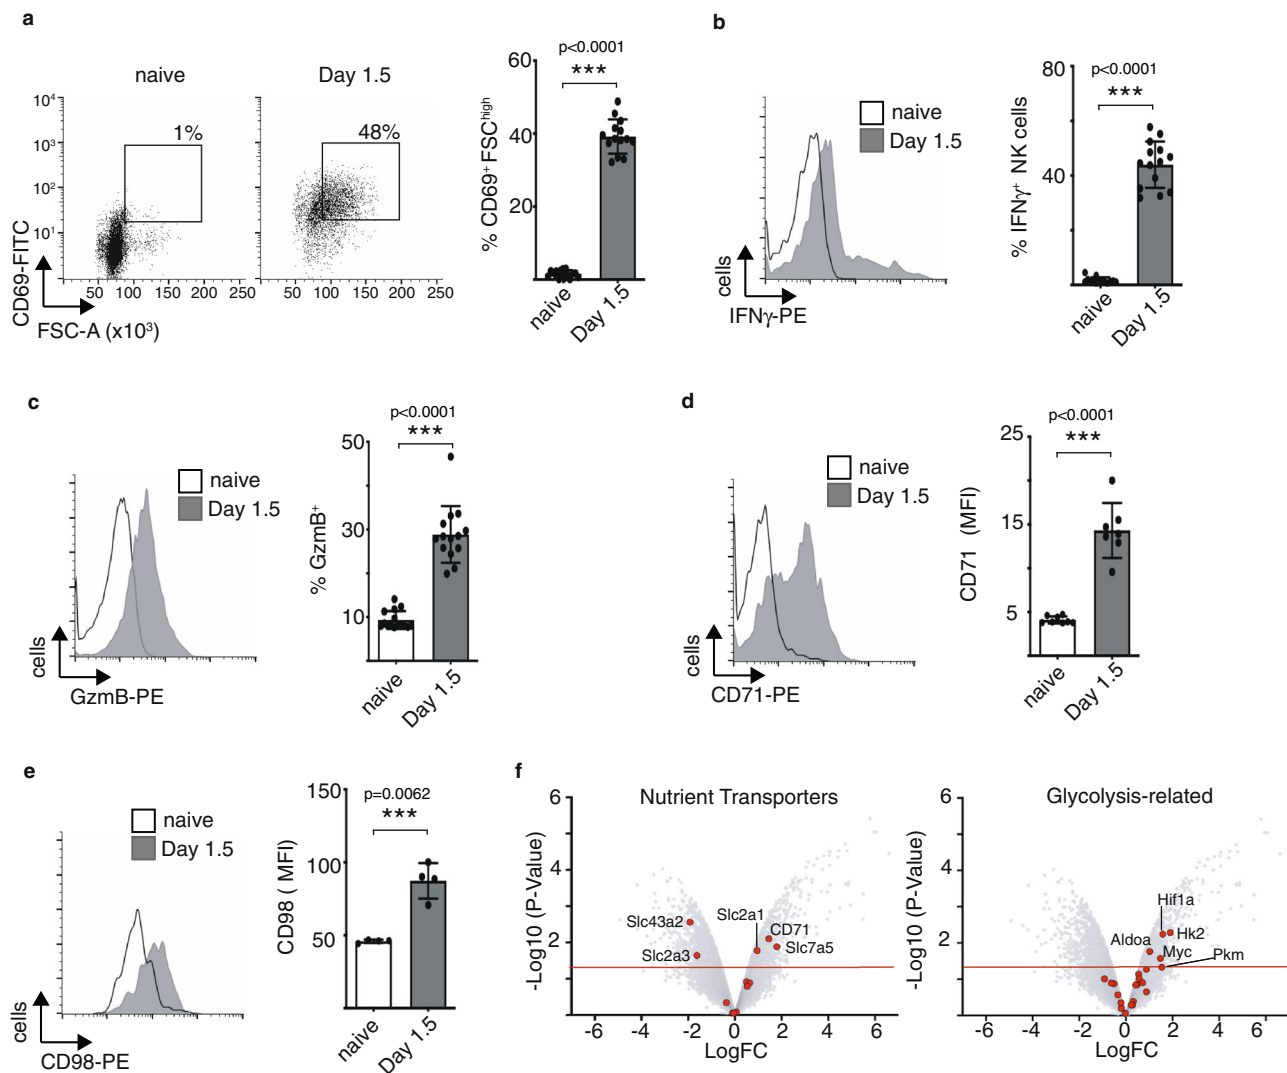 a
naive
Day 1.5
10⁴
10³
10²
10¹
1%
48%
50 100 150 200 250
50 100 150 200 250
CD69-FITC
FSC-A (x10³)
p<0.0001
***
60
40
20
% CD69⁺ FSCʰⁱᵍʰ
naive
Day 1.5
b
naive
Day 1.5
cells
IFNγ-PE
p<0.0001
***
80
40
% IFNγ⁺ NK cells
naive
Day 1.5
c
naive
Day 1.5
cells
GzmB-PE
p<0.0001
***
50
30
10
% GzmB⁺
naive
Day 1.5
d
naive
Day 1.5
cells
CD71-PE
p<0.0001
***
25
15
5
CD71 (MFI)
naive
Day 1.5
e
naive
Day 1.5
cells
CD98-PE
p=0.0062
***
150
100
50
CD98 ( MFI)
naive
Day 1.5
f
Nutrient Transporters
6
4
2
0
-Log10 (P-Value)
Slc43a2
Slc2a3
Slc2a1
CD71
Slc7a5
-6 -4 -2 0 2 4 6
LogFC
Glycolysis-related
6
4
2
0
-Log10 (P-Value)
Hif1a
Hk2
Aldoa
Myc
Pkm
-6 -4 -2 0 2 4 6
LogFC